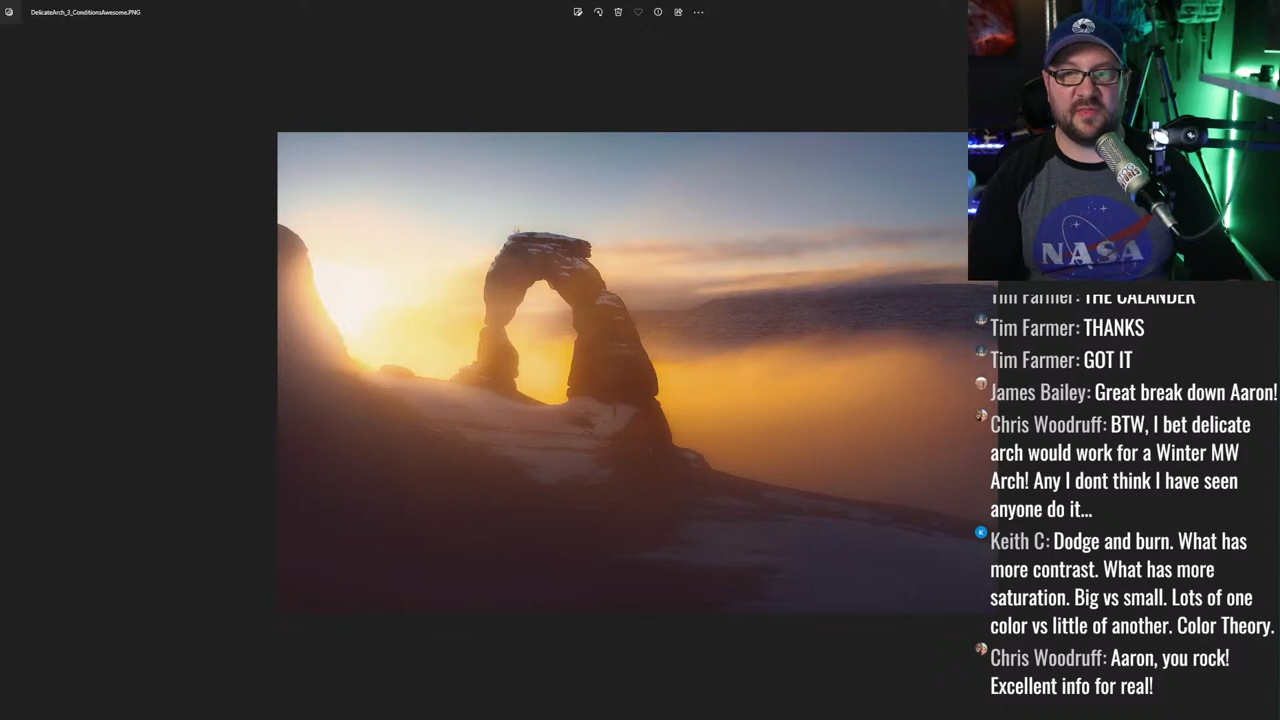 DelicateArch_3_ConditionsAwesome.PNG
NASA
Tim Farmer: THE CALANDER
Tim Farmer: THANKS
Tim Farmer: GOT IT
James Bailey: Great break down Aaron!
Chris Woodruff: BTW, I bet delicate
arch would work for a Winter MW
Arch! Any I dont think I have seen
anyone do it...
K
Keith C: Dodge and burn. What has
more contrast. What has more
saturation. Big vs small. Lots of one
color vs little of another. Color Theory.
Chris Woodruff: Aaron, you rock!
Excellent info for real!